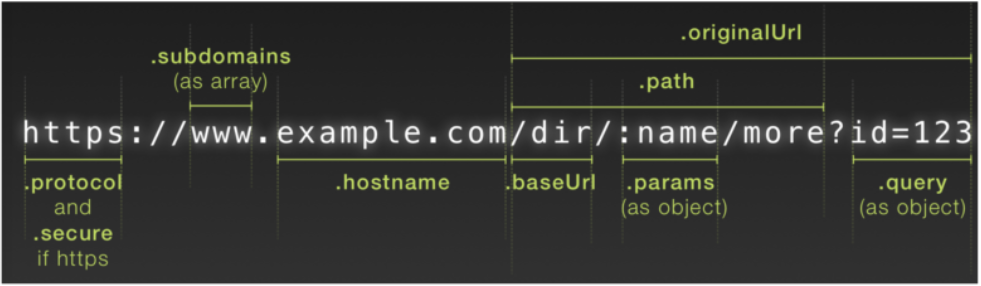 .originalUrl
.subdomains
(as array)
.path
https://www.example.com/dir/:name/more?id=123
.protocol
and
.secure
if https
.hostname
.baseUrl
.params
(as object)
.query
(as object)